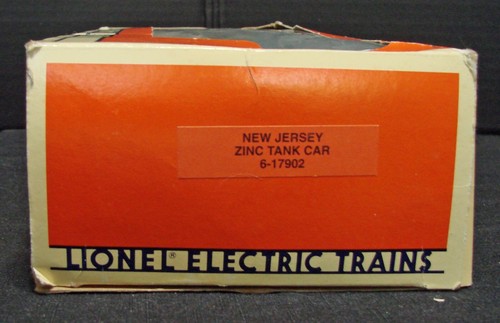 NEW JERSEY
ZINC TANK CAR
6-17902
LIONEL® ELECTRIC TRAINS